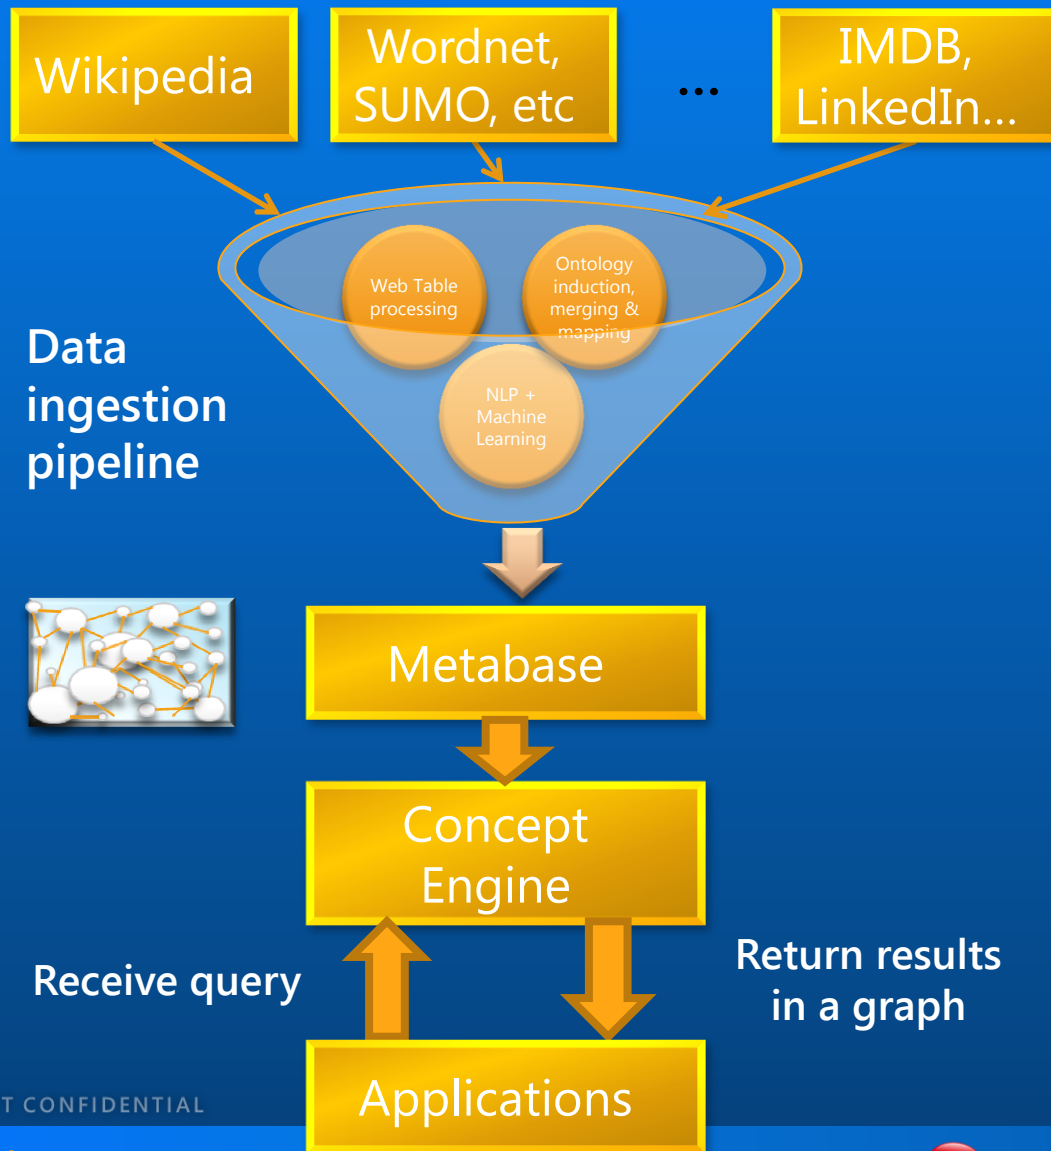 Wikipedia
Wordnet,
SUMO, etc
...
IMDB,
LinkedIn...
Web Table
processing
Ontology
induction,
merging &
mapping
NLP +
Machine
Learning
Data
ingestion
pipeline
Metabase
Concept
Engine
Receive query
Return results
in a graph
Applications
T CONFIDENTIAL